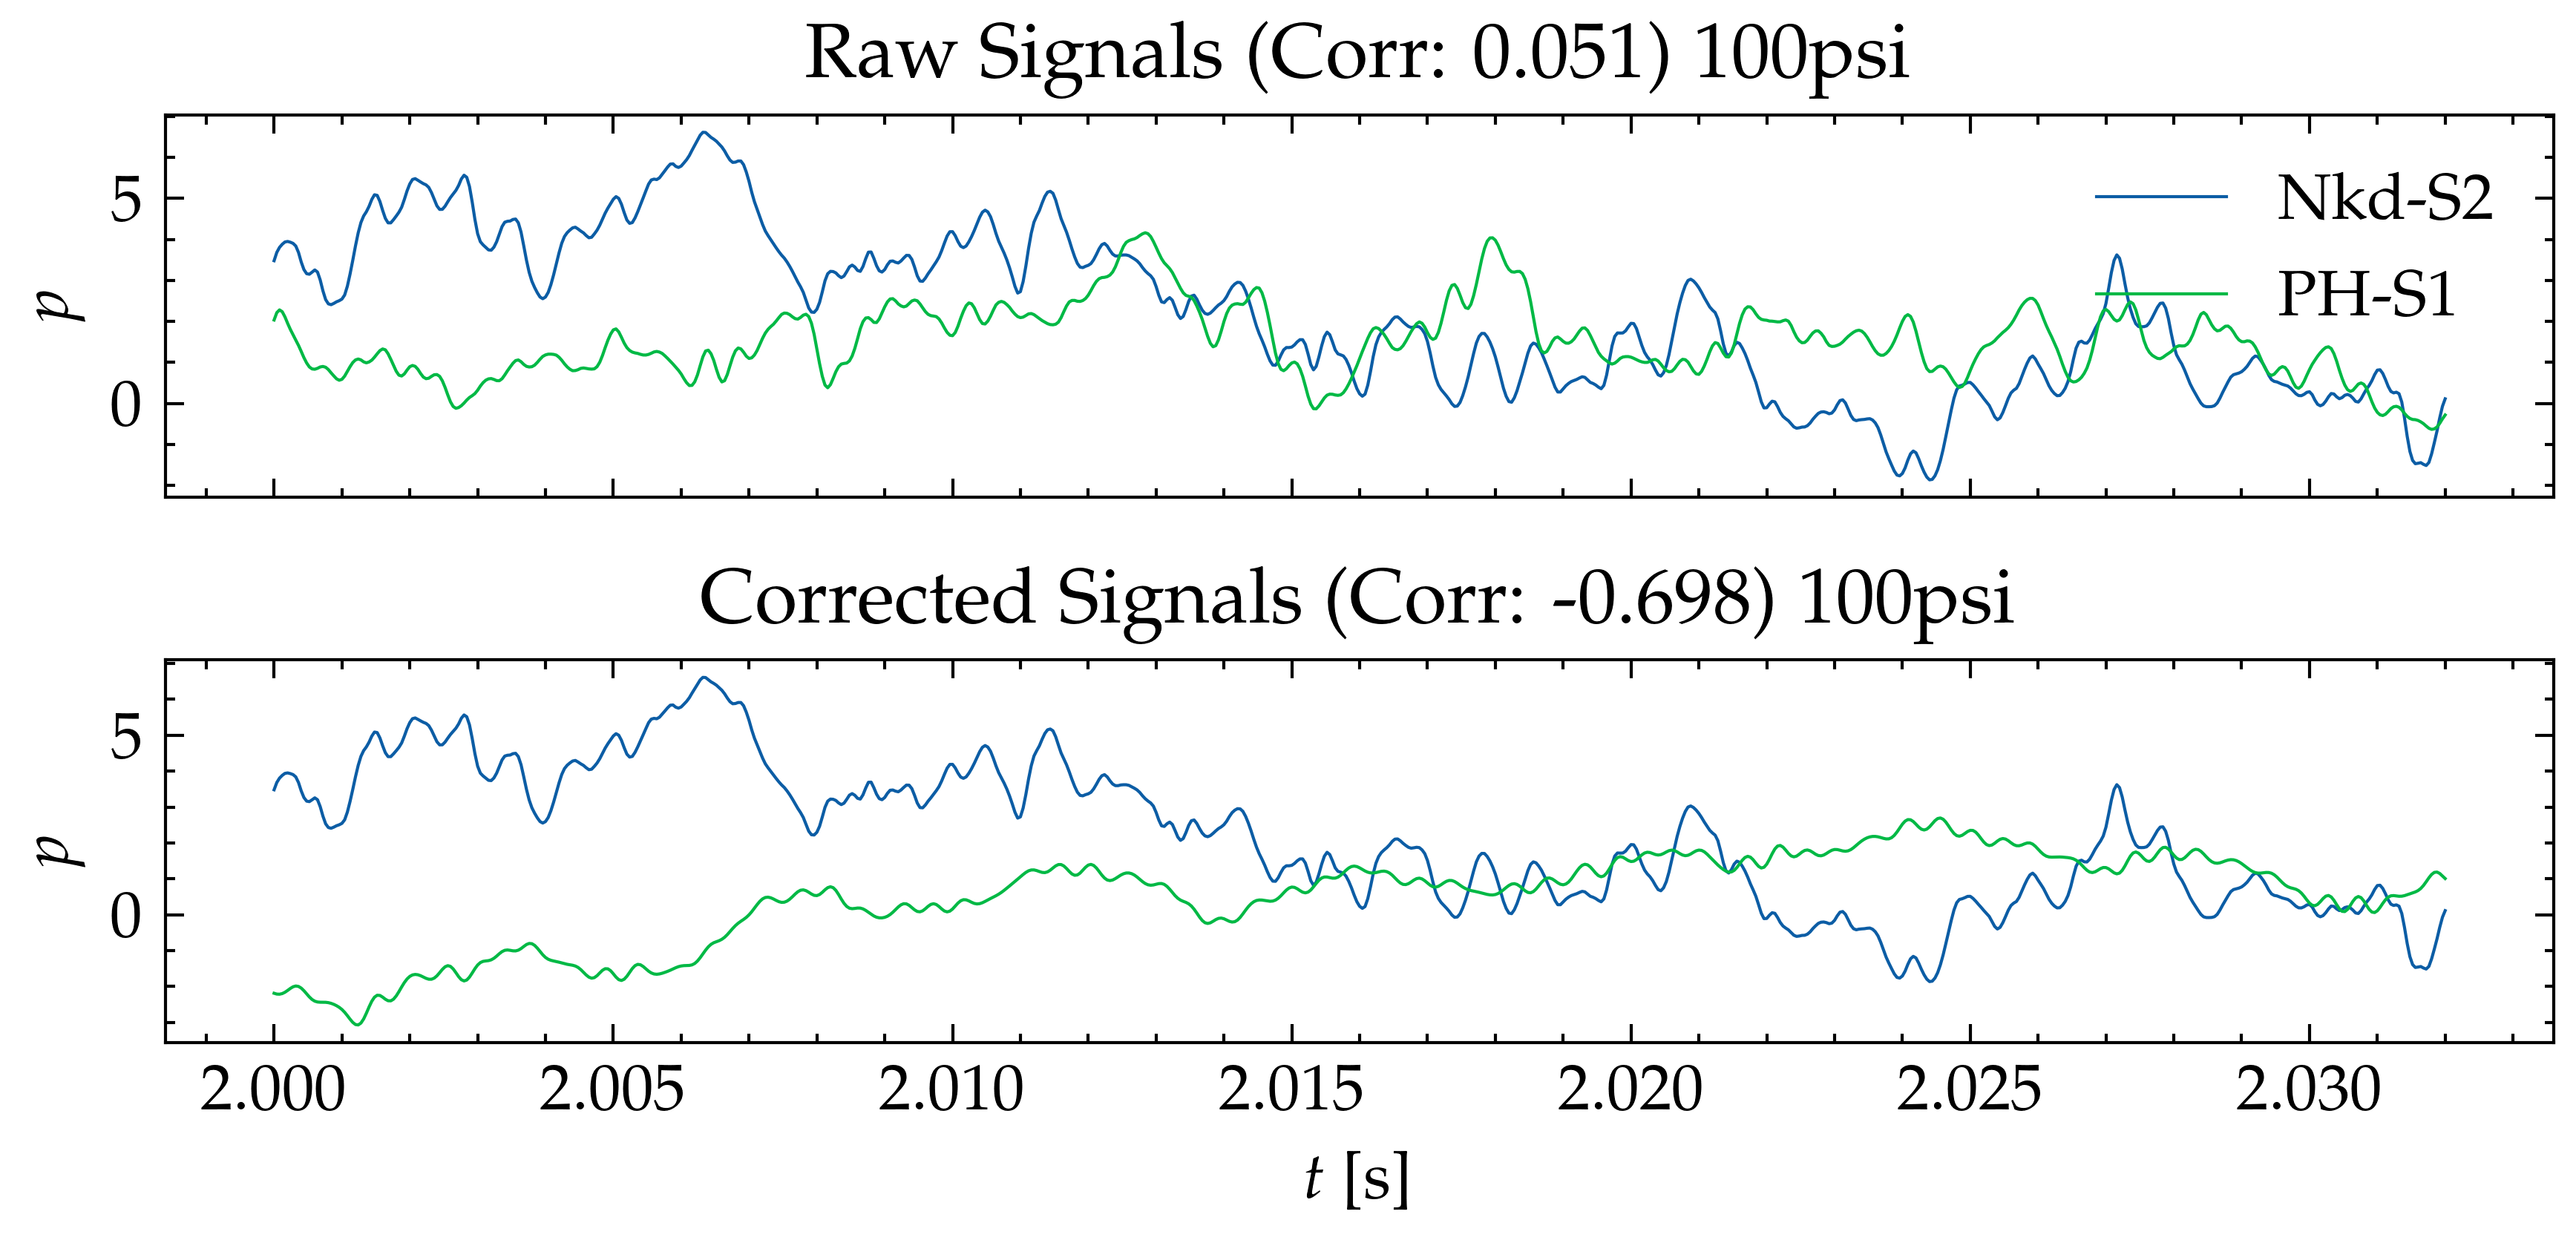 Raw Signals (Corr: 0.051) 100psi
5
0
p
Nkd-S2
PH-S1
Corrected Signals (Corr: -0.698) 100psi
5
0
p
2.000 2.005 2.010 2.015 2.020 2.025 2.030
t [s]